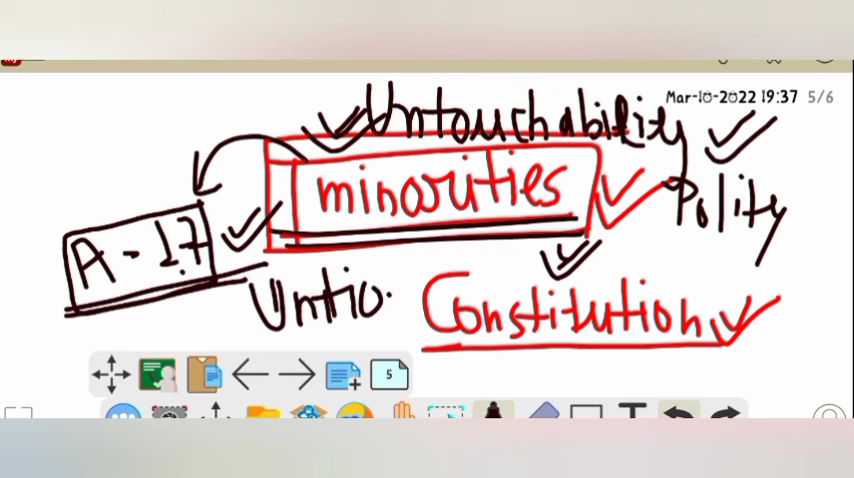 Mar-10-2022 19:37 5/6
Untouchability
minorities
Polity
A - 17
Untio.
Constitution
5